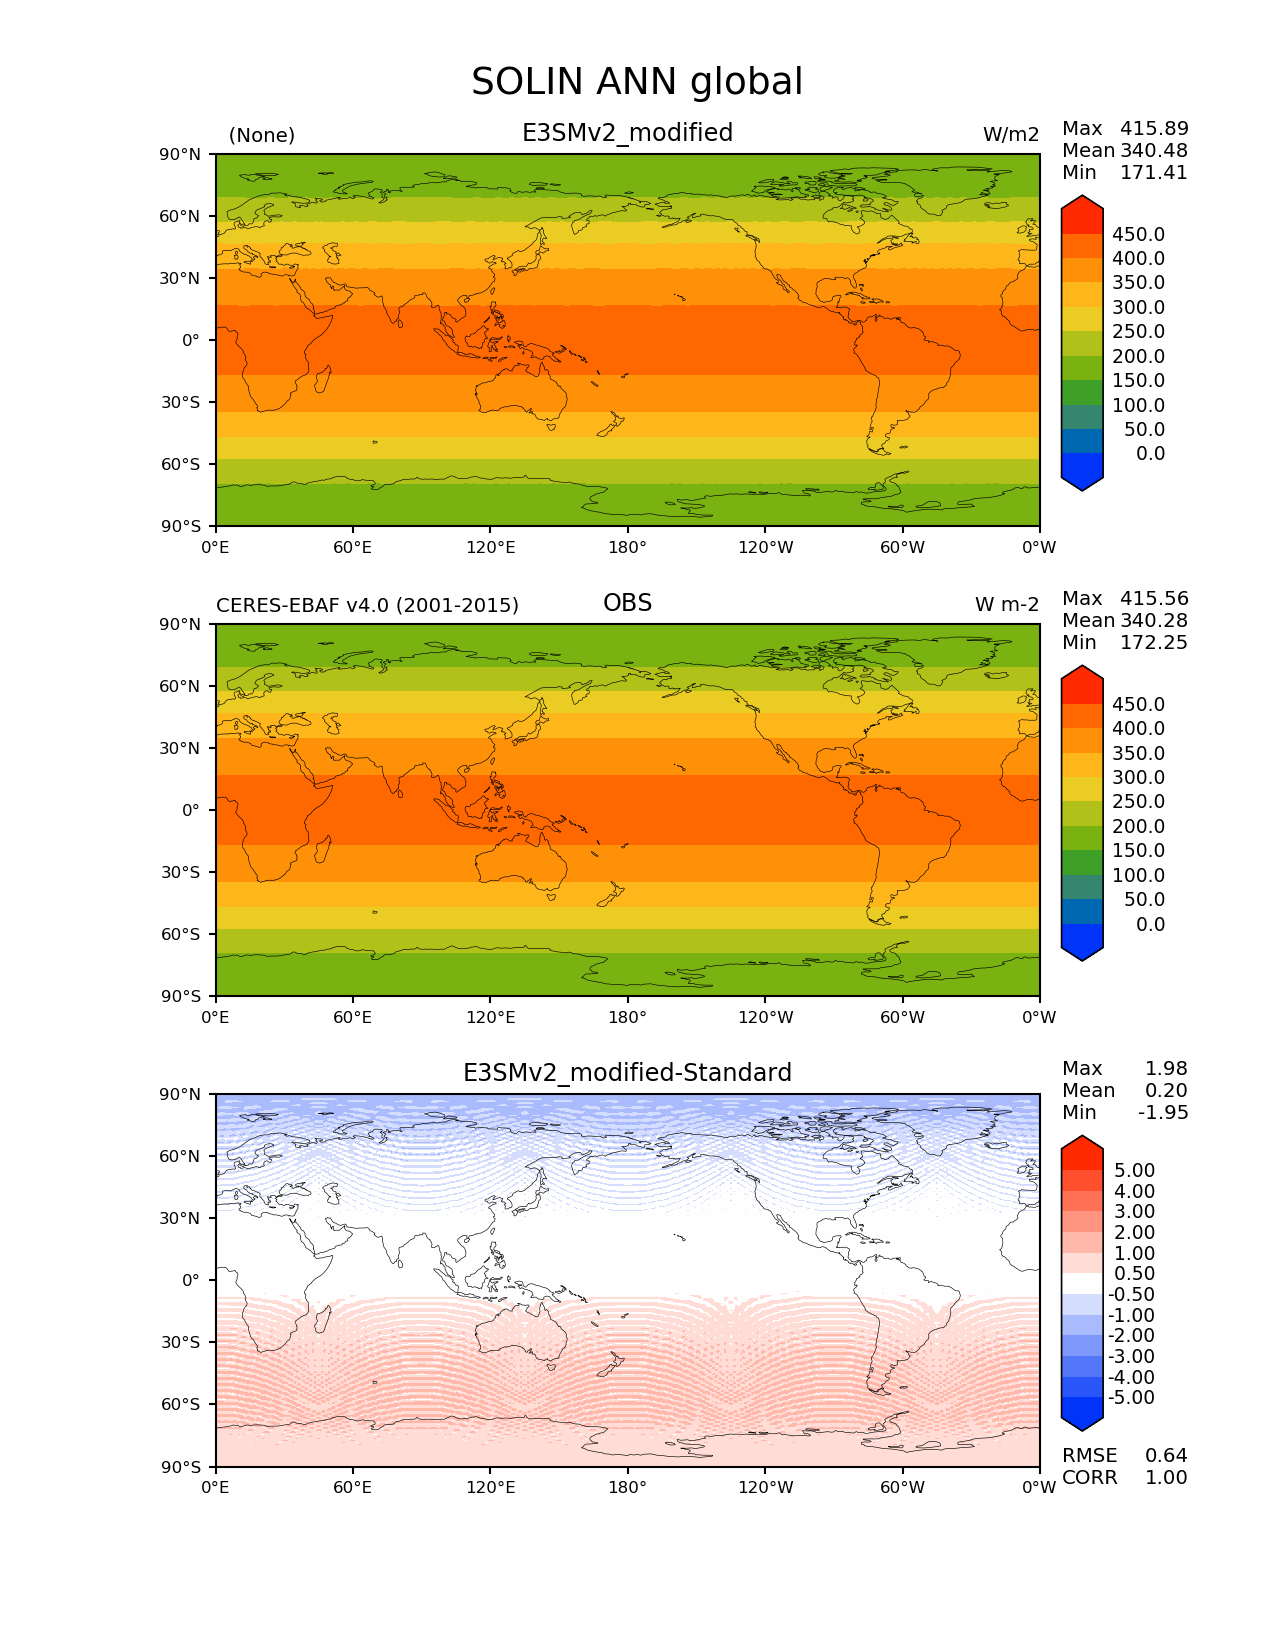 SOLIN ANN global
(None) E3SMv2_modified W/m2
Max 415.89
Mean 340.48
Min 171.41
90°N
60°N
30°N
0°
30°S
60°S
90°S
0°E 60°E 120°E 180° 120°W 60°W 0°W
450.0
400.0
350.0
300.0
250.0
200.0
150.0
100.0
50.0
0.0
CERES-EBAF v4.0 (2001-2015) OBS W m-2
Max 415.56
Mean 340.28
Min 172.25
90°N
60°N
30°N
0°
30°S
60°S
90°S
0°E 60°E 120°E 180° 120°W 60°W 0°W
450.0
400.0
350.0
300.0
250.0
200.0
150.0
100.0
50.0
0.0
E3SMv2_modified-Standard
Max 1.98
Mean 0.20
Min -1.95
90°N
60°N
30°N
0°
30°S
60°S
90°S
0°E 60°E 120°E 180° 120°W 60°W 0°W
5.00
4.00
3.00
2.00
1.00
0.50
-0.50
-1.00
-2.00
-3.00
-4.00
-5.00
RMSE 0.64
CORR 1.00